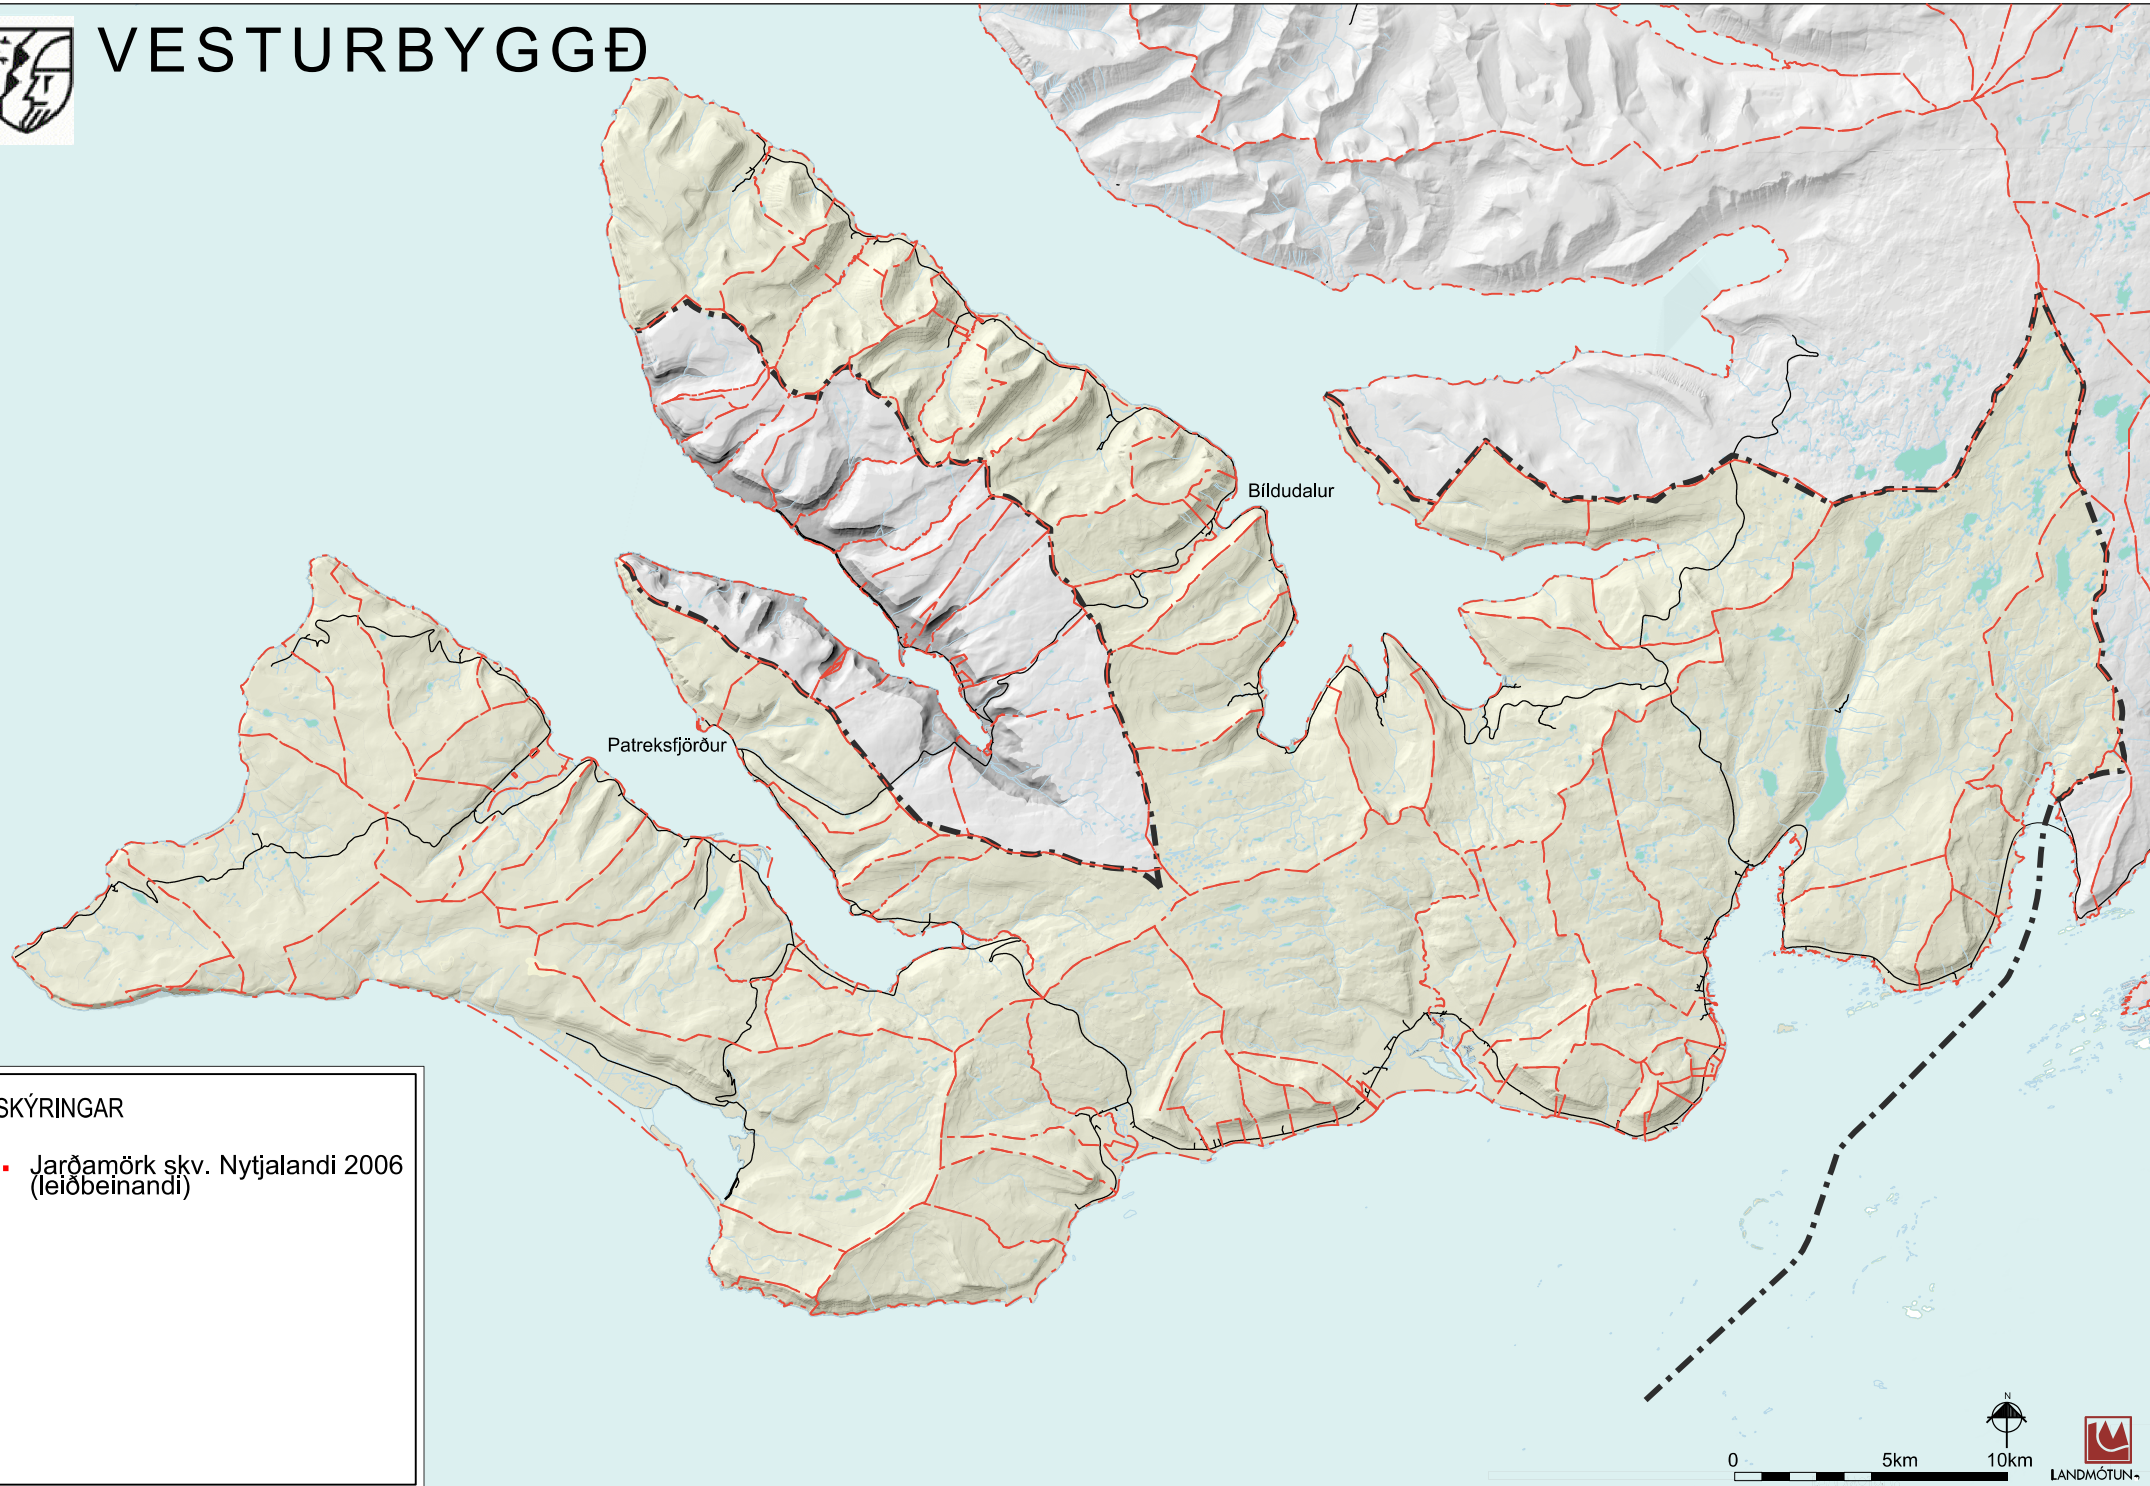 VESTURBYGGÐ
Bíldudalur
Patreksfjörður
SKÝRINGAR
Jarðamörk skv. Nytjalandi 2006
(leiðbeinandi)
N
0 5km 10km
LANDMÓTUN